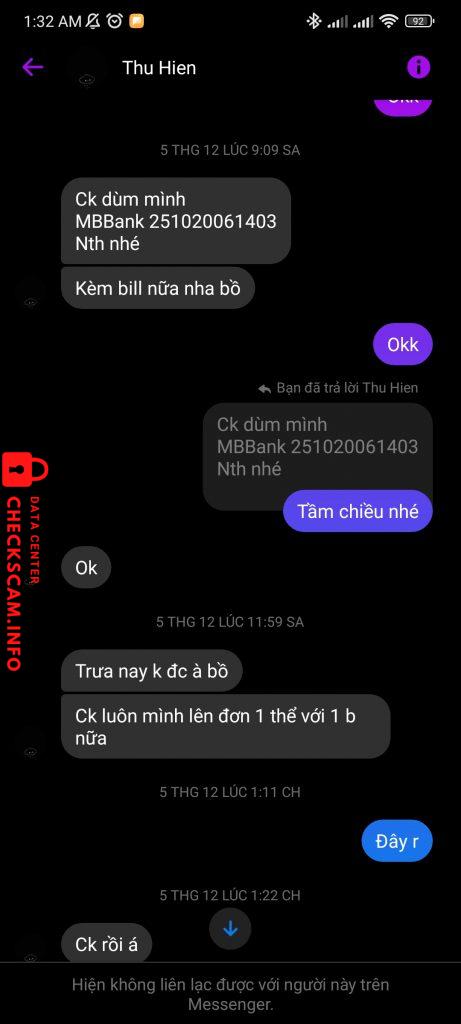 1:32 AM
92
Thu Hien
Okk
5 THG 12 LÚC 9:09 SA
Ck dùm mình
MBBank 251020061403
Nth nhé
Kèm bill nữa nha bồ
Okk
Bạn đã trả lời Thu Hien
Ck dùm mình
MBBank 251020061403
Nth nhé
Tầm chiều nhé
DATA CENTER
CHECKSCAM.INFO
Ok
5 THG 12 LÚC 11:59 SA
Trưa nay k đc à bồ
Ck luôn mình lên đơn 1 thể với 1 b
nữa
5 THG 12 LÚC 1:11 CH
Đây r
5 THG 12 LÚC 1:22 CH
Ck rồi á
Hiện không liên lạc được với người này trên
Messenger.